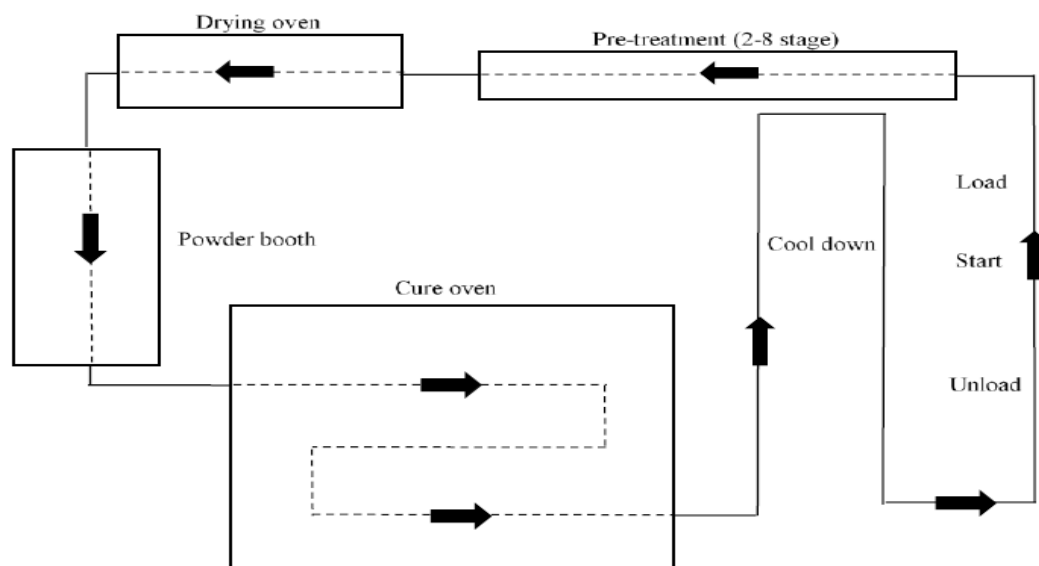 Drying oven
Pre-treatment (2-8 stage)
Load
Powder booth
Cool down
Start
Cure oven
Unload